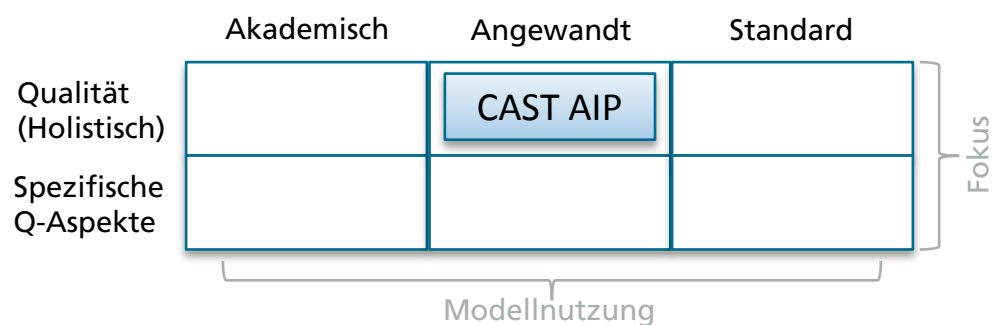 Akademisch Angewandt Standard
Qualität
(Holistisch)
CAST AIP
Spezifische
Q-Aspekte
Fokus
Modellnutzung